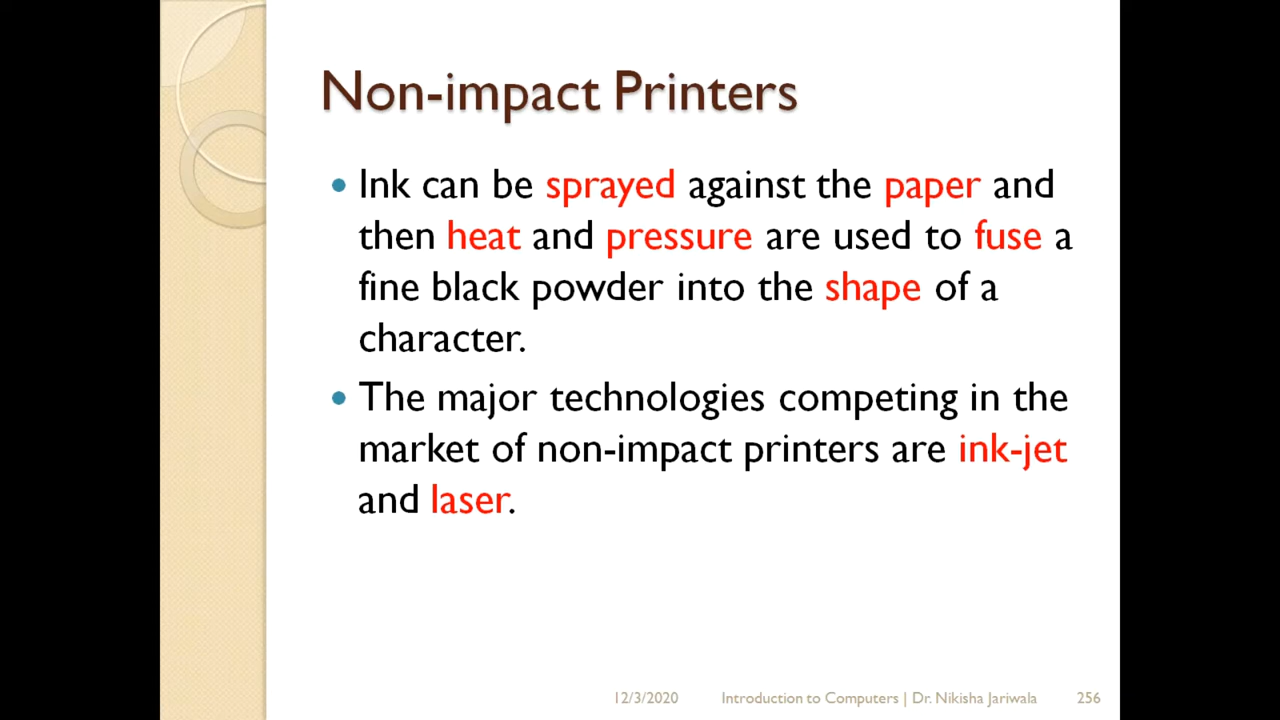 Non-impact Printers
• Ink can be sprayed against the paper and
then heat and pressure are used to fuse a
fine black powder into the shape of a
character.
• The major technologies competing in the
market of non-impact printers are ink-jet
and laser.
12/3/2020 Introduction to Computers | Dr. Nikisha Jariwala 256